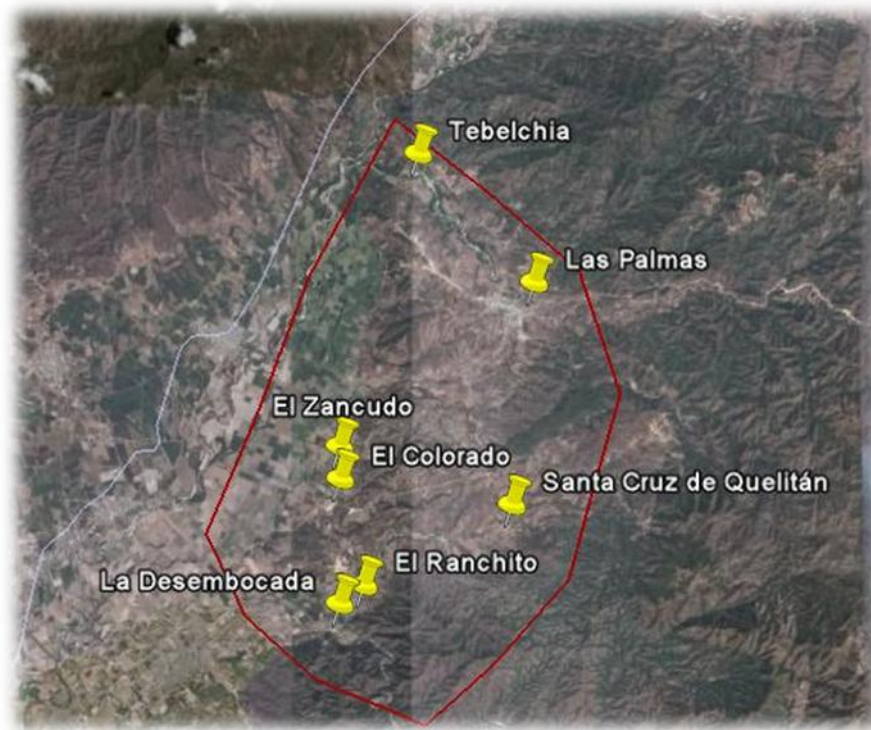 Tebelchia
Las Palmas
El Zancudo
El Colorado
Santa Cruz de Quelitán
El Ranchito
La Desembocada